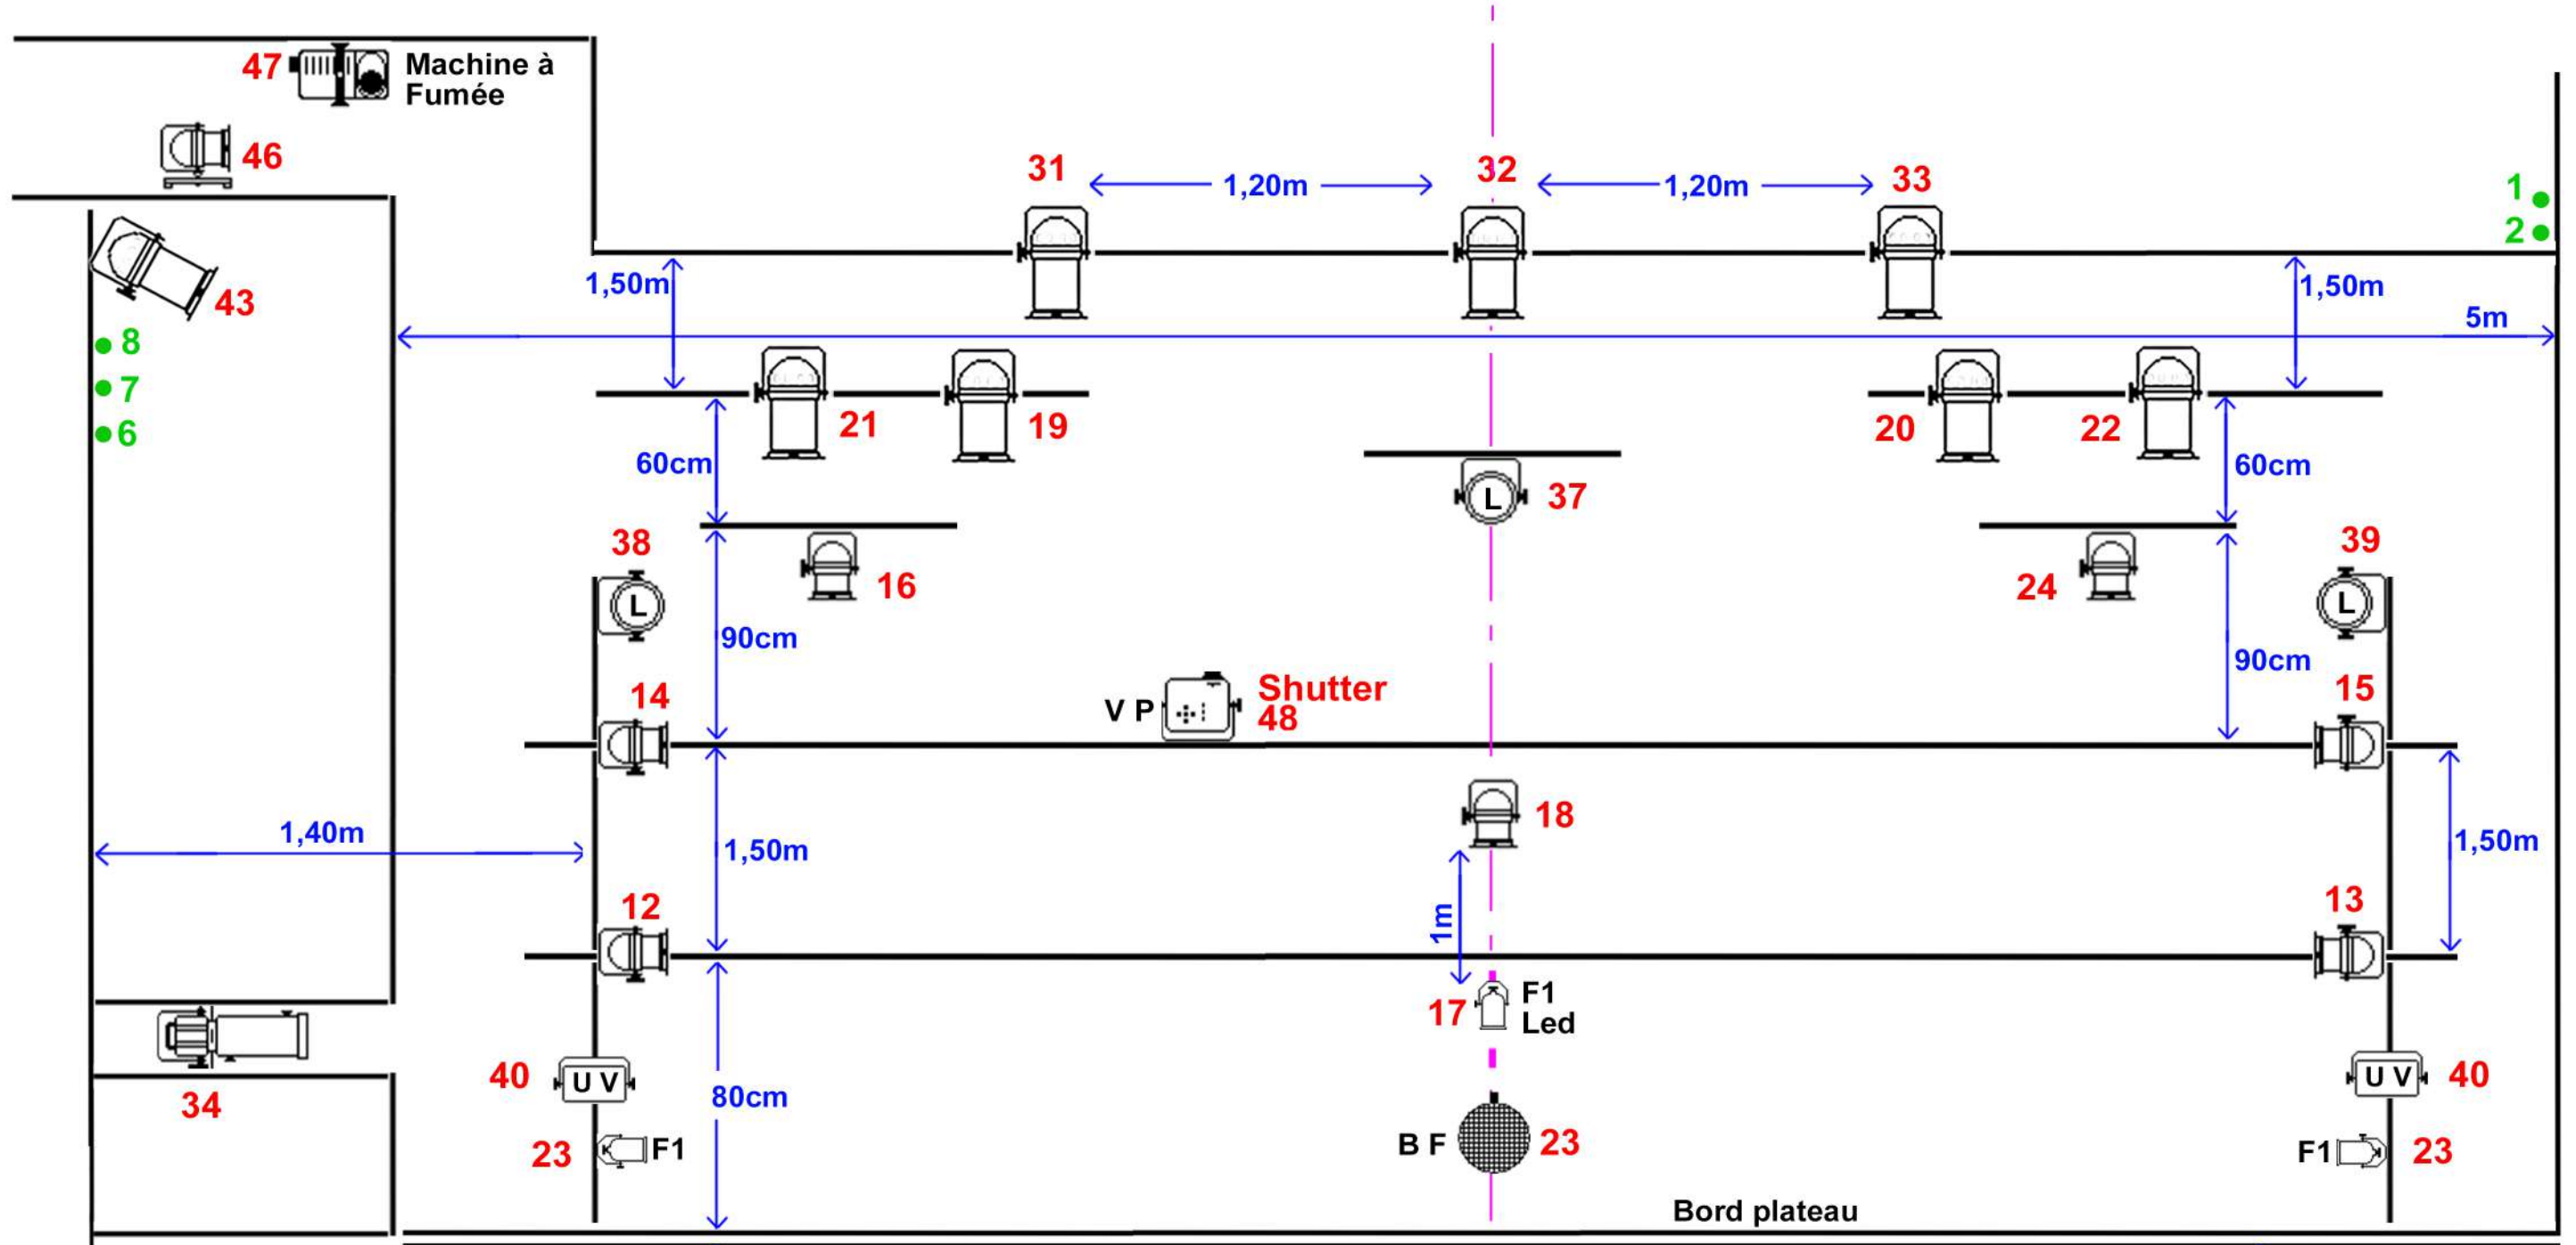 47
Machine à
Fumée
46
31
1,20m
32
1,20m
33
1
2
43
1,50m
1,50m
5m
8
7
6
21
19
20
22
60cm
37
L
60cm
38
L
16
24
39
L
90cm
90cm
14
V P
Shutter
48
15
18
1,40m
1,50m
1,50m
12
1m
13
17
F1
Led
34
40
U V
80cm
U V
40
23
F1
B F
23
F1
23
Bord plateau